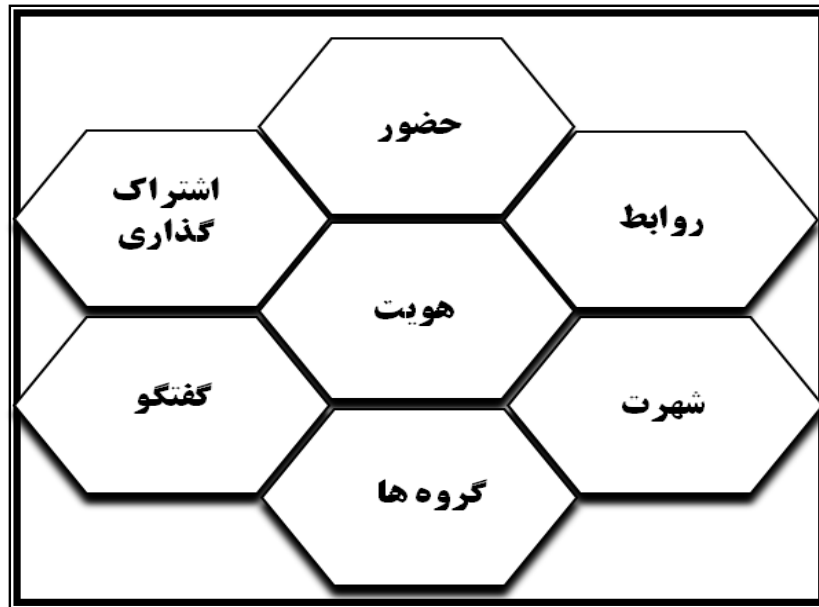 حضور
اشتراک
گذاری
روابط
هویت
گفتگو
شهرت
گروه ها